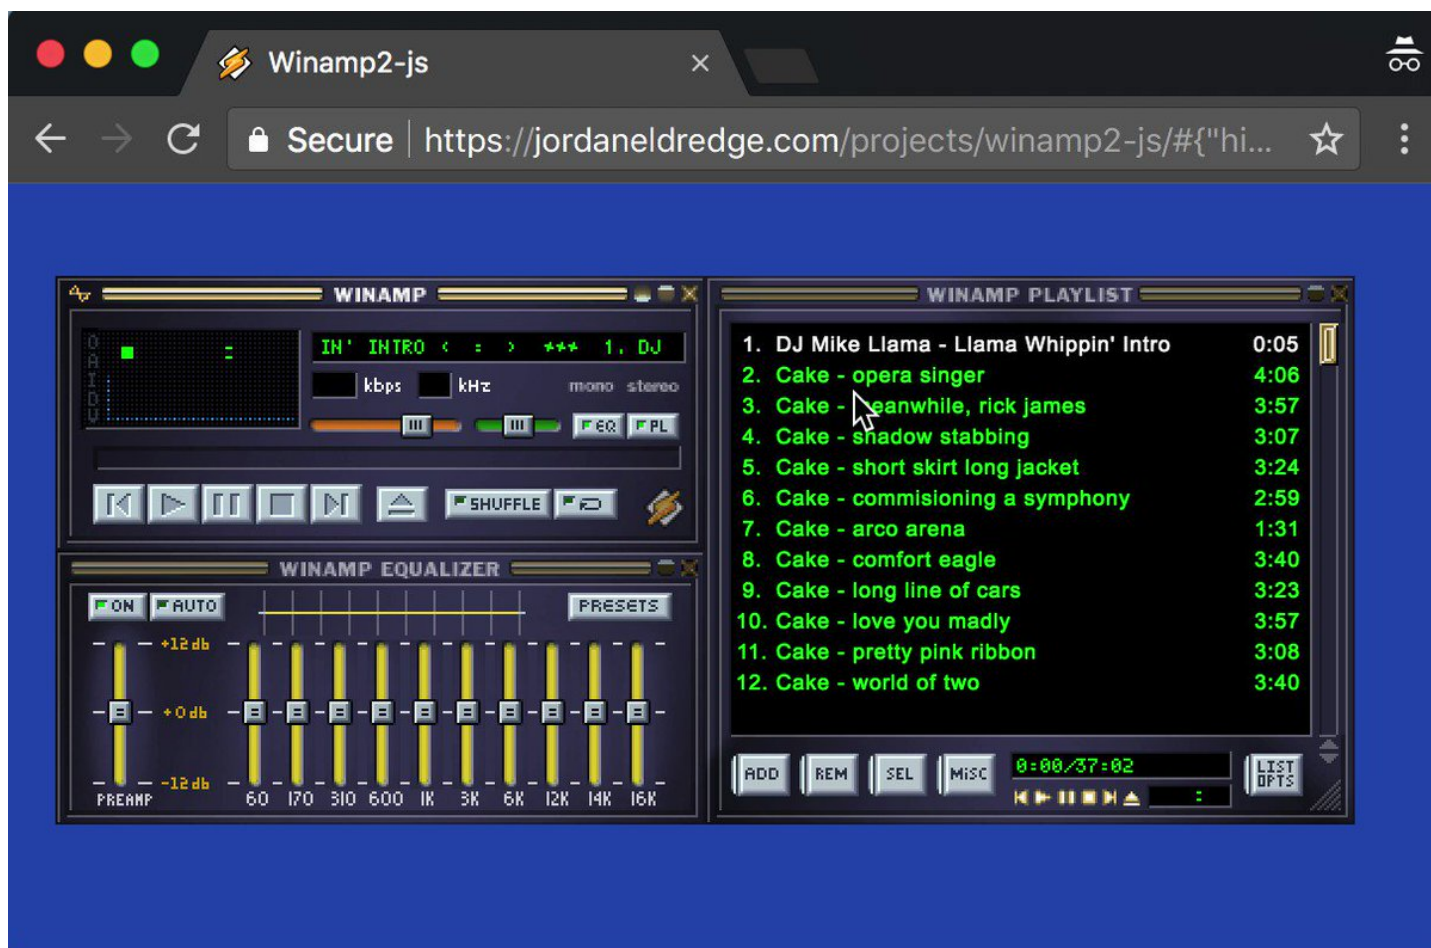 Winamp2-js
Secure https://jordaneldredge.com/projects/winamp2-js/#{"hi...
WINAMP
O
A
I
D
V
IN' INTRO < : > *** 1. DJ
kbps kHz mono stereo
EQ PL
SHUFFLE
WINAMP EQUALIZER
ON AUTO PRESETS
+12db
+0db
-12db
PREAMP 60 170 310 600 1K 3K 6K 12K 14K 16K
WINAMP PLAYLIST
1. DJ Mike Llama - Llama Whippin' Intro 0:05
2. Cake - opera singer 4:06
3. Cake - meanwhile, rick james 3:57
4. Cake - shadow stabbing 3:07
5. Cake - short skirt long jacket 3:24
6. Cake - commisioning a symphony 2:59
7. Cake - arco arena 1:31
8. Cake - comfort eagle 3:40
9. Cake - long line of cars 3:23
10. Cake - love you madly 3:57
11. Cake - pretty pink ribbon 3:08
12. Cake - world of two 3:40
ADD REM SEL MISC 0:00/37:02 LIST
OPTS